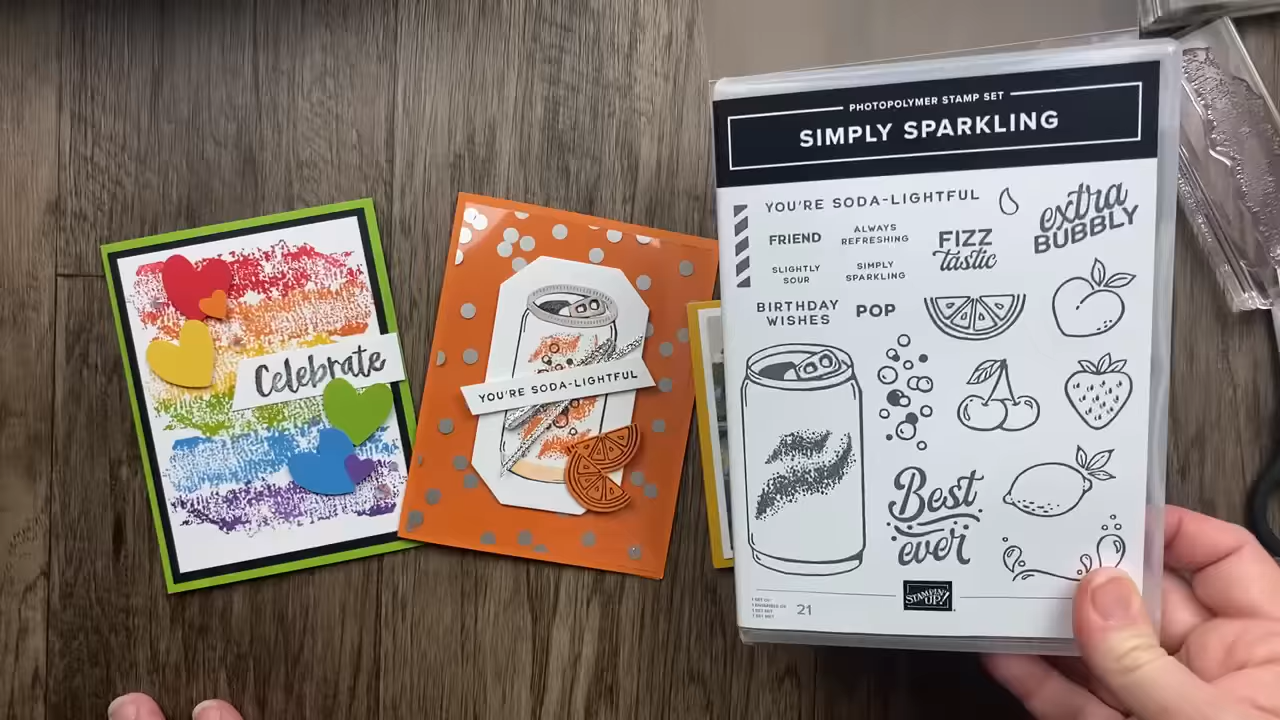 Celebrate
YOU'RE SODA-LIGHTFUL
PHOTOPOLYMER STAMP SET
SIMPLY SPARKLING
YOU'RE SODA-LIGHTFUL
extra
BUBBLY
FRIEND
ALWAYS
REFRESHING
FIZZ
tastic
SLIGHTLY
SOUR
SIMPLY
SPARKLING
BIRTHDAY
WISHES
POP
Best
ever
STAMPIN' UP!
21